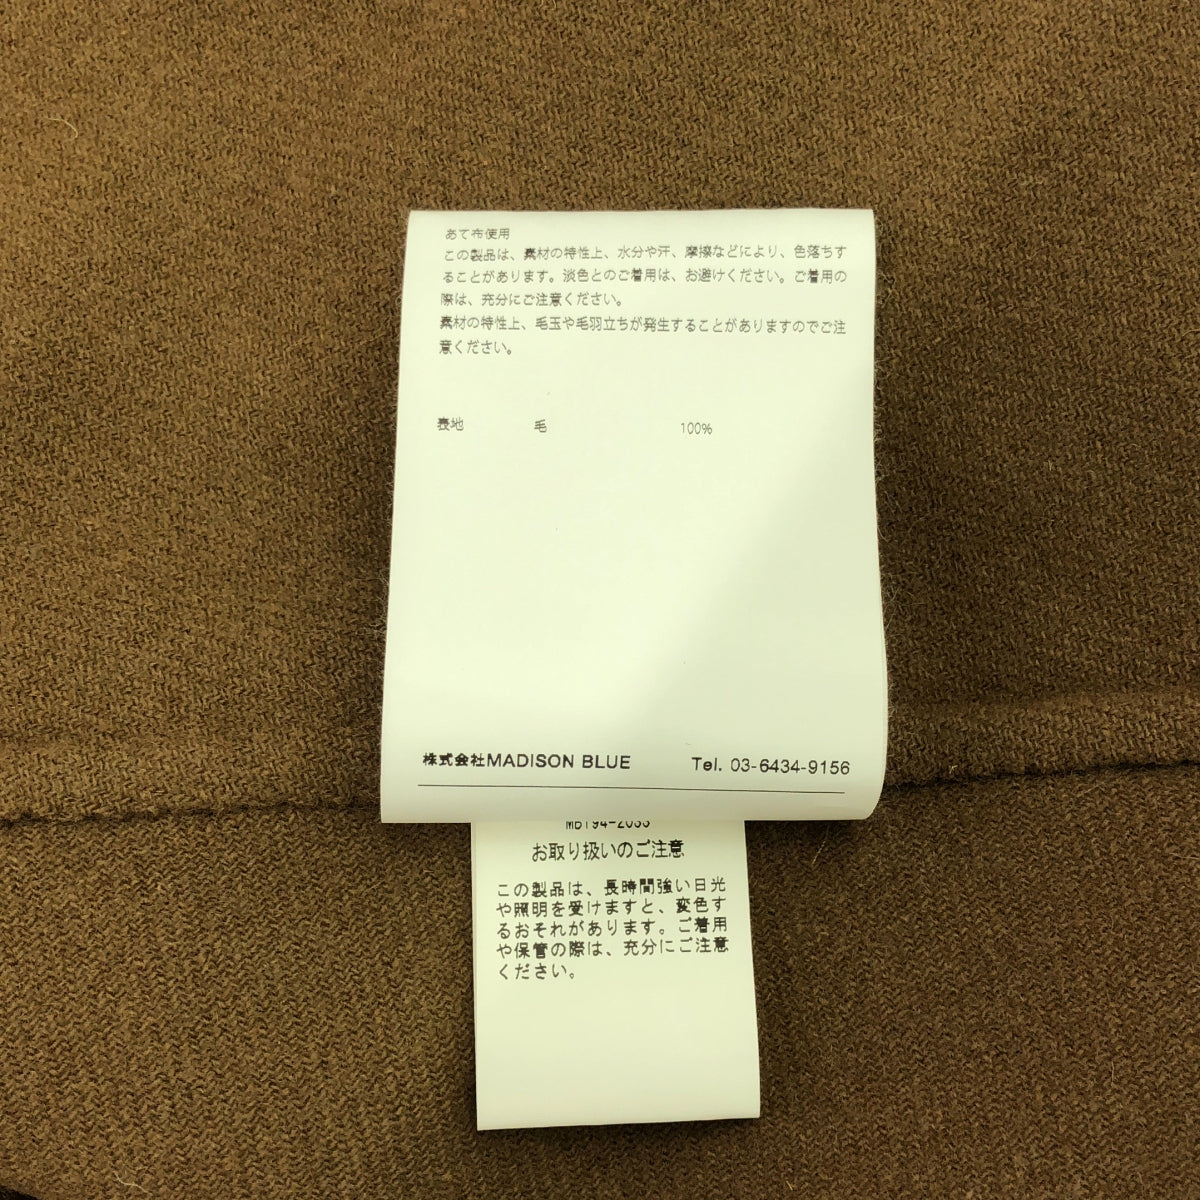 あて布使用
この製品は、素材の特性上、水分や汗、摩擦などにより、色落ちす
ることがあります。淡色とのご着用は、お避けください。ご着用の
際は、充分にご注意ください。
素材の特性上、毛玉や毛羽立ちが発生することがありますのでご注
意ください。
表地 毛 100%
株式会社MADISON BLUE Tel. 03-6434-9156
お取り扱いのご注意
この製品は、長時間強い日光
や照明を受けますと、変色す
るおそれがあります。ご着用
や保管の際は、充分にご注意
ください。